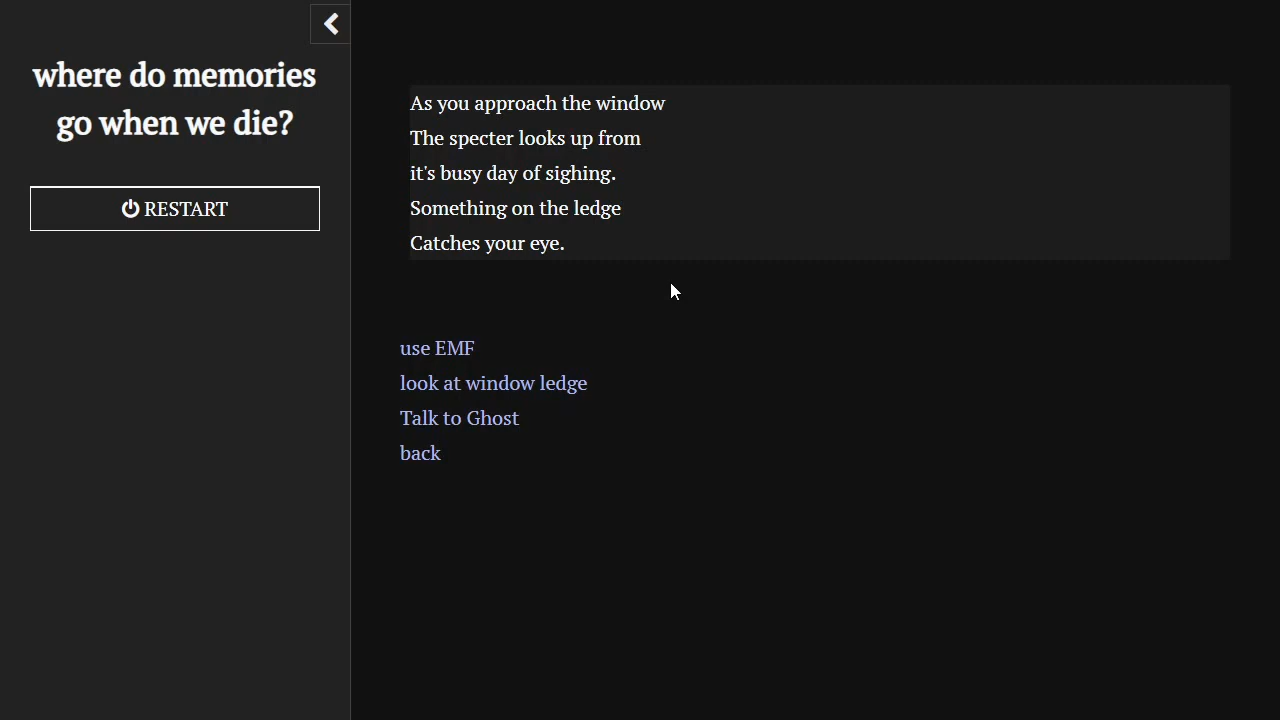 where do memories
go when we die?
RESTART
As you approach the window
The specter looks up from
it's busy day of sighing.
Something on the ledge
Catches your eye.
use EMF
look at window ledge
Talk to Ghost
back